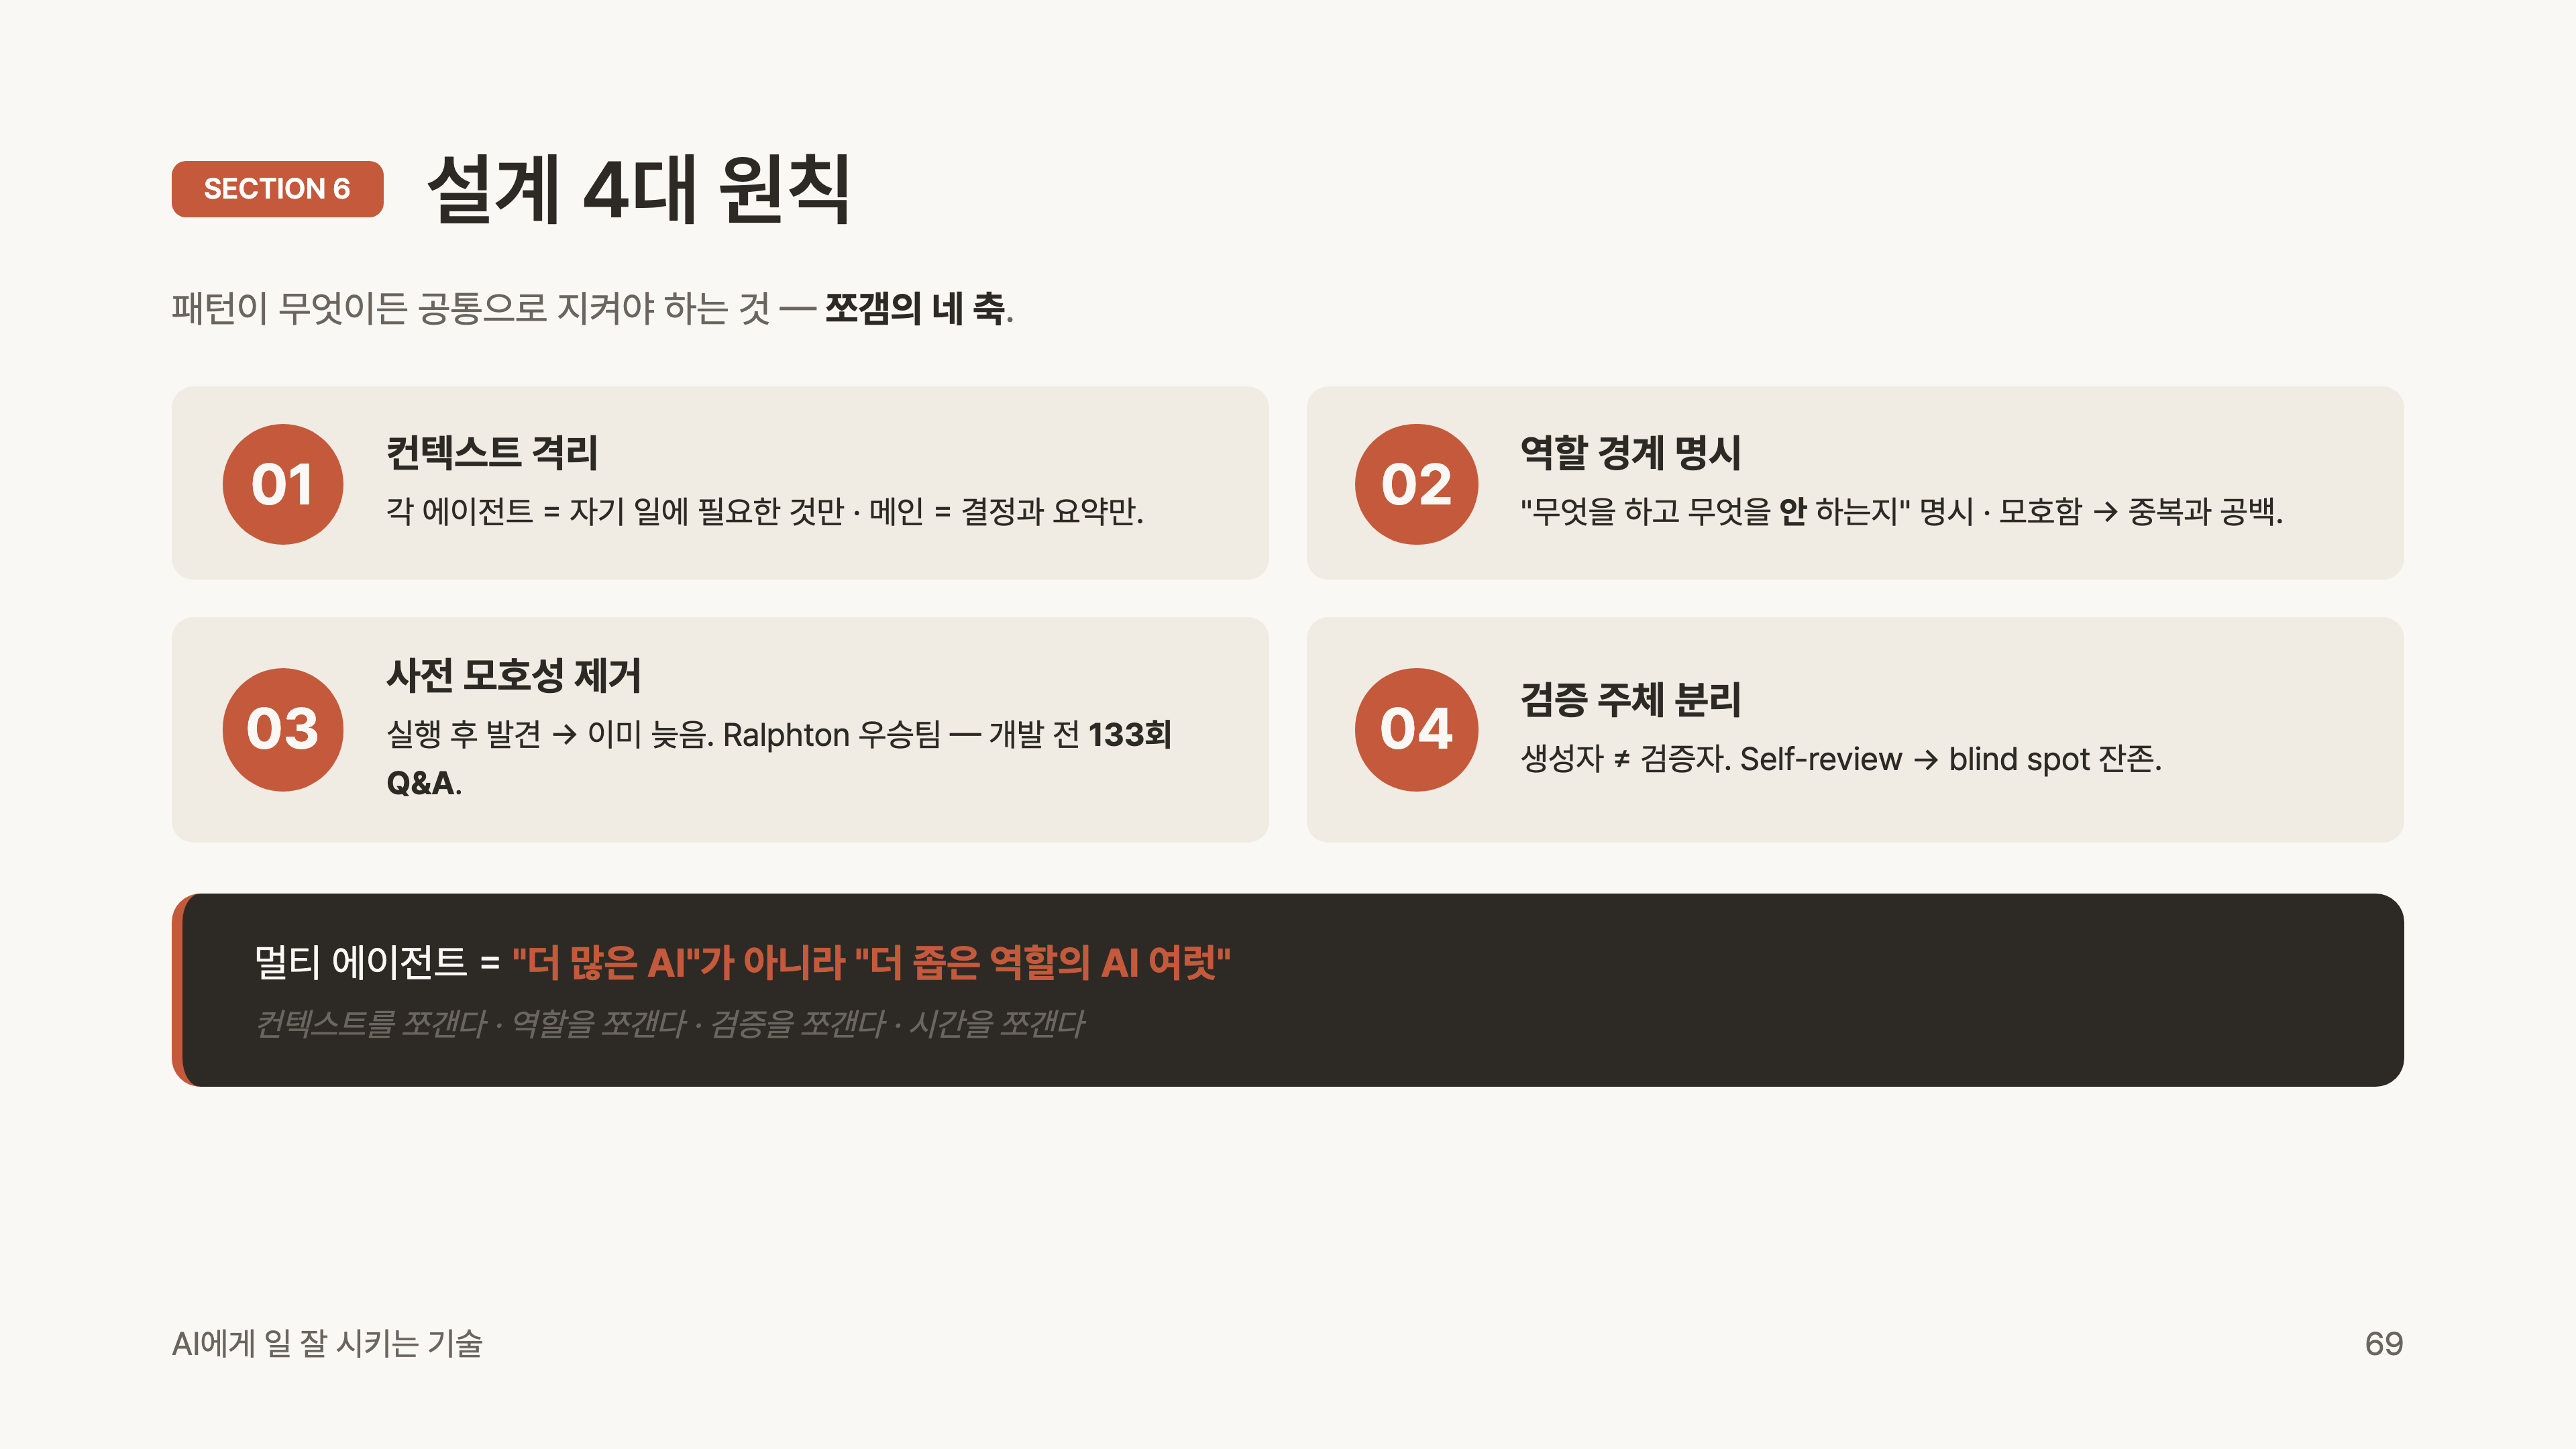 SECTION 6
설계 4대 원칙
패턴이 무엇이든 공통으로 지켜야 하는 것 — 쪼갬의 네 축.
01
컨텍스트 격리
각 에이전트 = 자기 일에 필요한 것만 · 메인 = 결정과 요약만.
02
역할 경계 명시
"무엇을 하고 무엇을 안 하는지" 명시 · 모호함 → 중복과 공백.
03
사전 모호성 제거
실행 후 발견 → 이미 늦음. Ralphton 우승팀 — 개발 전 133회
Q&A.
04
검증 주체 분리
생성자 ≠ 검증자. Self-review → blind spot 잔존.
멀티 에이전트 = "더 많은 AI"가 아니라 "더 좁은 역할의 AI 여럿"
컨텍스트를 쪼갠다 · 역할을 쪼갠다 · 검증을 쪼갠다 · 시간을 쪼갠다
AI에게 일 잘 시키는 기술
69